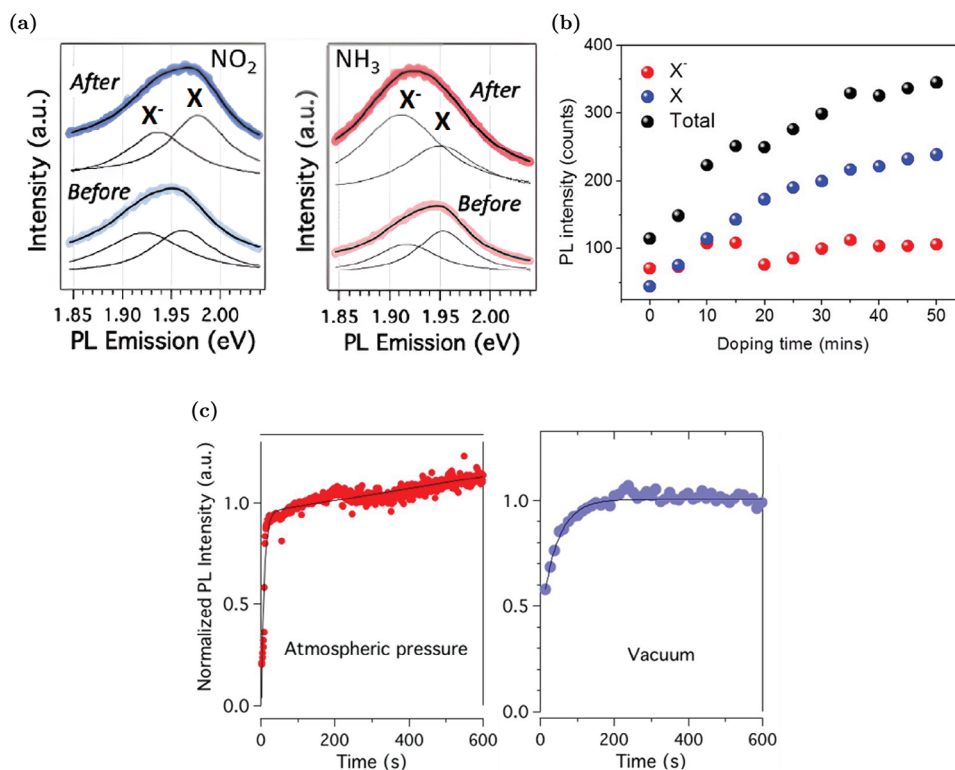 (a)
NO2
After
X-
X
Before
Intensity (a.u.)
1.85
1.90
1.95
2.00
PL Emission (eV)
NH3
X-
After
X
Before
Intensity (a.u.)
1.85
1.90
1.95
2.00
PL Emission (eV)
(b)
400
300
200
100
X-
X
Total
PL intensity (counts)
0
10
20
30
40
50
Doping time (mins)
(c)
Normalized PL Intensity (a.u.)
1.0
0.5
0.0
Atmospheric pressure
0
200
400
600
Time (s)
1.0
0.5
0.0
Vacuum
0
200
400
600
Time (s)